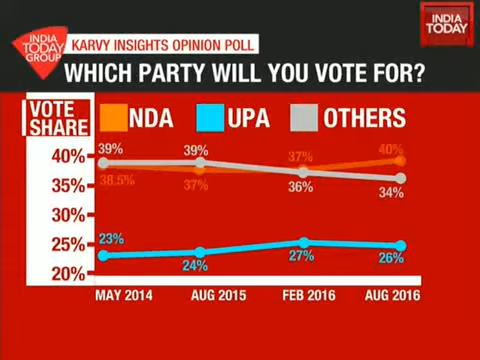 INDIA
TODAY
GROUP
KARVY INSIGHTS OPINION POLL
INDIA
TODAY
WHICH PARTY WILL YOU VOTE FOR?
VOTE
SHARE
NDA
UPA
OTHERS
40%
35%
30%
25%
20%
39%
39%
37%
40%
38.5%
37%
36%
34%
23%
24%
27%
26%
MAY 2014
AUG 2015
FEB 2016
AUG 2016